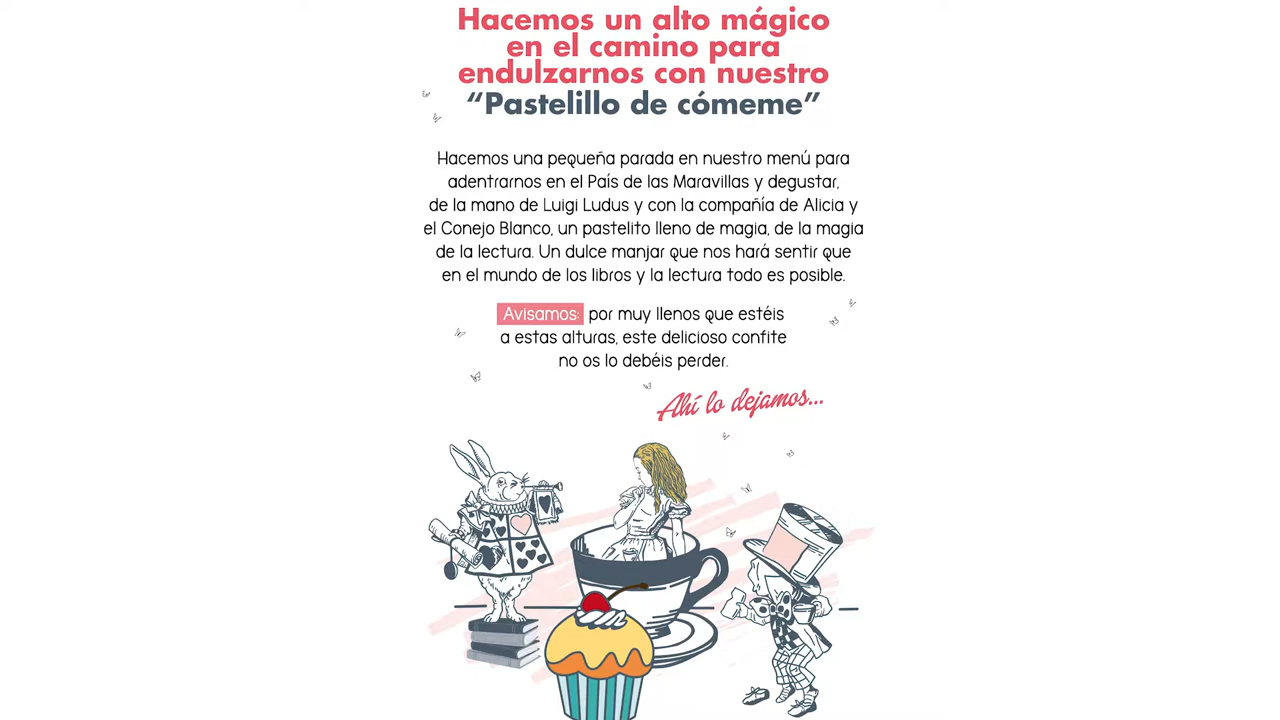 Hacemos un alto mágico
en el camino para
endulzarnos con nuestro
“Pastelillo de cómeme”
Hacemos una pequeña parada en nuestro menú para
adentrarnos en el País de las Maravillas y degustar,
de la mano de Luigi Ludus y con la compañía de Alicia y
el Conejo Blanco, un pastelito lleno de magia, de la magia
de la lectura. Un dulce manjar que nos hará sentir que
en el mundo de los libros y la lectura todo es posible.
Avisamos: por muy llenos que estéis
a estas alturas, este delicioso confite
no os lo debéis perder.
Ahí lo dejamos...